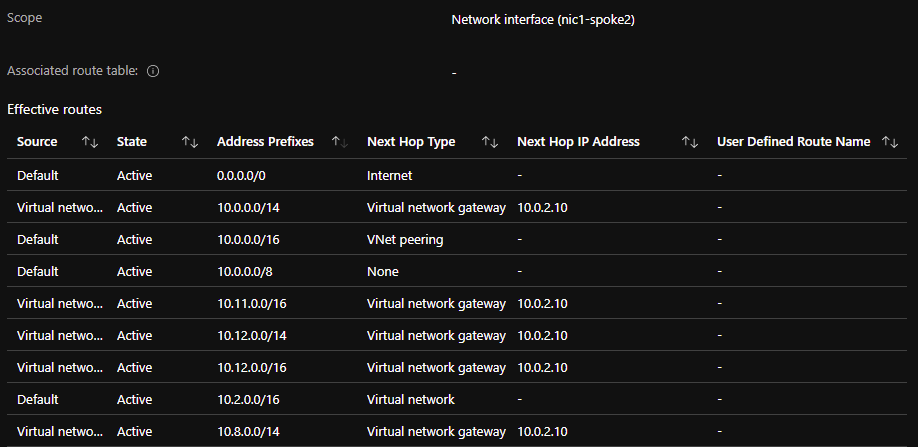 Scope Network interface (nic1-spoke2)
Associated route table: -
Effective routes
Source State Address Prefixes Next Hop Type Next Hop IP Address User Defined Route Name
Default Active 0.0.0.0/0 Internet - -
Virtual netwo... Active 10.0.0.0/14 Virtual network gateway 10.0.2.10 -
Default Active 10.0.0.0/16 VNet peering - -
Default Active 10.0.0.0/8 None - -
Virtual netwo... Active 10.11.0.0/16 Virtual network gateway 10.0.2.10 -
Virtual netwo... Active 10.12.0.0/14 Virtual network gateway 10.0.2.10 -
Virtual netwo... Active 10.12.0.0/16 Virtual network gateway 10.0.2.10 -
Default Active 10.2.0.0/16 Virtual network - -
Virtual netwo... Active 10.8.0.0/14 Virtual network gateway 10.0.2.10 -